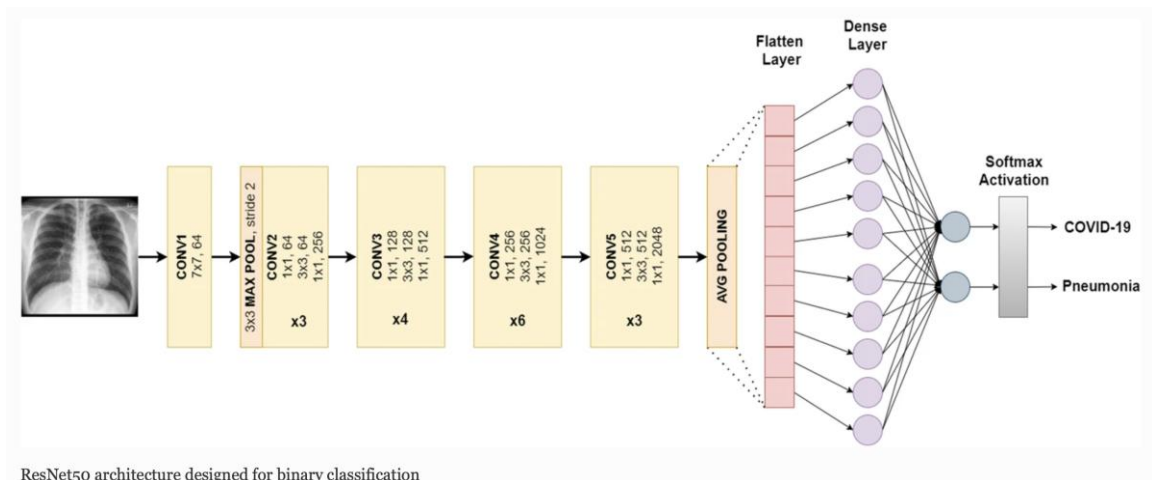 CONV1
7x7, 64
3x3 MAX POOL, stride 2
CONV2
1x1, 64
3x3, 64
1x1, 256
x3
CONV3
1x1, 128
3x3, 128
1x1, 512
x4
CONV4
1x1, 256
3x3, 256
1x1, 1024
x6
CONV5
1x1, 512
3x3, 512
1x1, 2048
x3
AVG POOLING
Flatten
Layer
Dense
Layer
Softmax
Activation
COVID-19
Pneumonia
ResNet50 architecture designed for binary classification